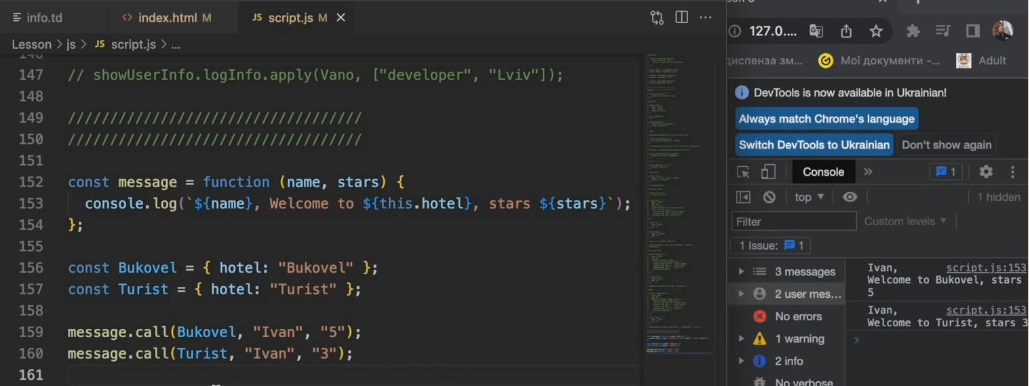 info.td
index.html M
JS script.js M
Lesson > js > JS script.js > ...
147 // showUserInfo.logInfo.apply(Vano, ["developer", "Lviv"]);
148
149 ///////////////////////////////////
150 ///////////////////////////////////
151
152 const message = function (name, stars) {
153 console.log(`${name}, Welcome to ${this.hotel}, stars ${stars}`);
154 };
155
156 const Bukovel = { hotel: "Bukovel" };
157 const Turist = { hotel: "Turist" };
158
159 message.call(Bukovel, "Ivan", "5");
160 message.call(Turist, "Ivan", "3");
161
127.0....
Мої документи -...
Adult
DevTools is now available in Ukrainian!
Always match Chrome's language
Switch DevTools to Ukrainian
Don't show again
Console
1
top
1 hidden
Filter
Custom levels
1 Issue: 1
3 messages
2 user mes...
No errors
1 warning
2 info
No verbose
Ivan, script.js:153
Welcome to Bukovel, stars
5
Ivan, script.js:153
Welcome to Turist, stars 3